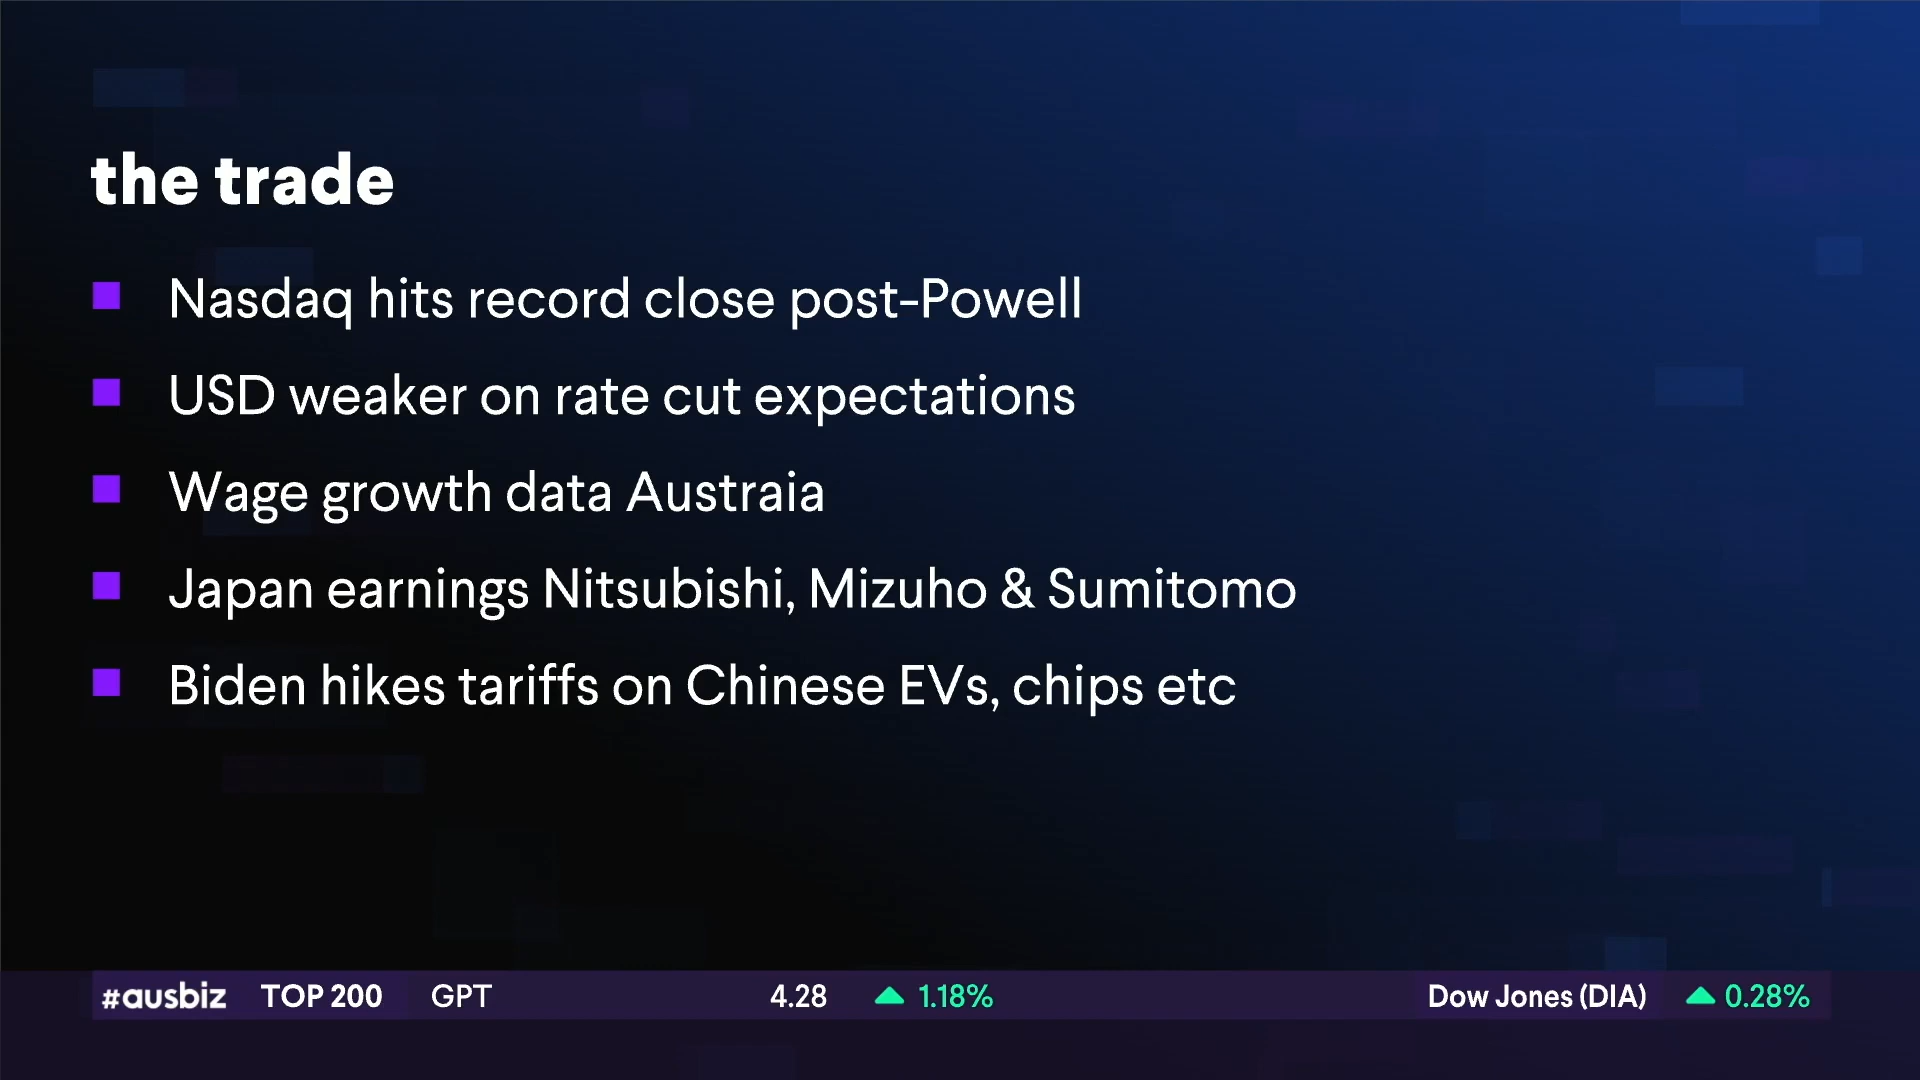 the trade
Nasdaq hits record close post-Powell
USD weaker on rate cut expectations
Wage growth data Austraia
Japan earnings Nitsubishi, Mizuho & Sumitomo
Biden hikes tariffs on Chinese EVs, chips etc
#ausbiz TOP 200 GPT 4.28 ▲ 1.18% Dow Jones (DIA) ▲ 0.28%